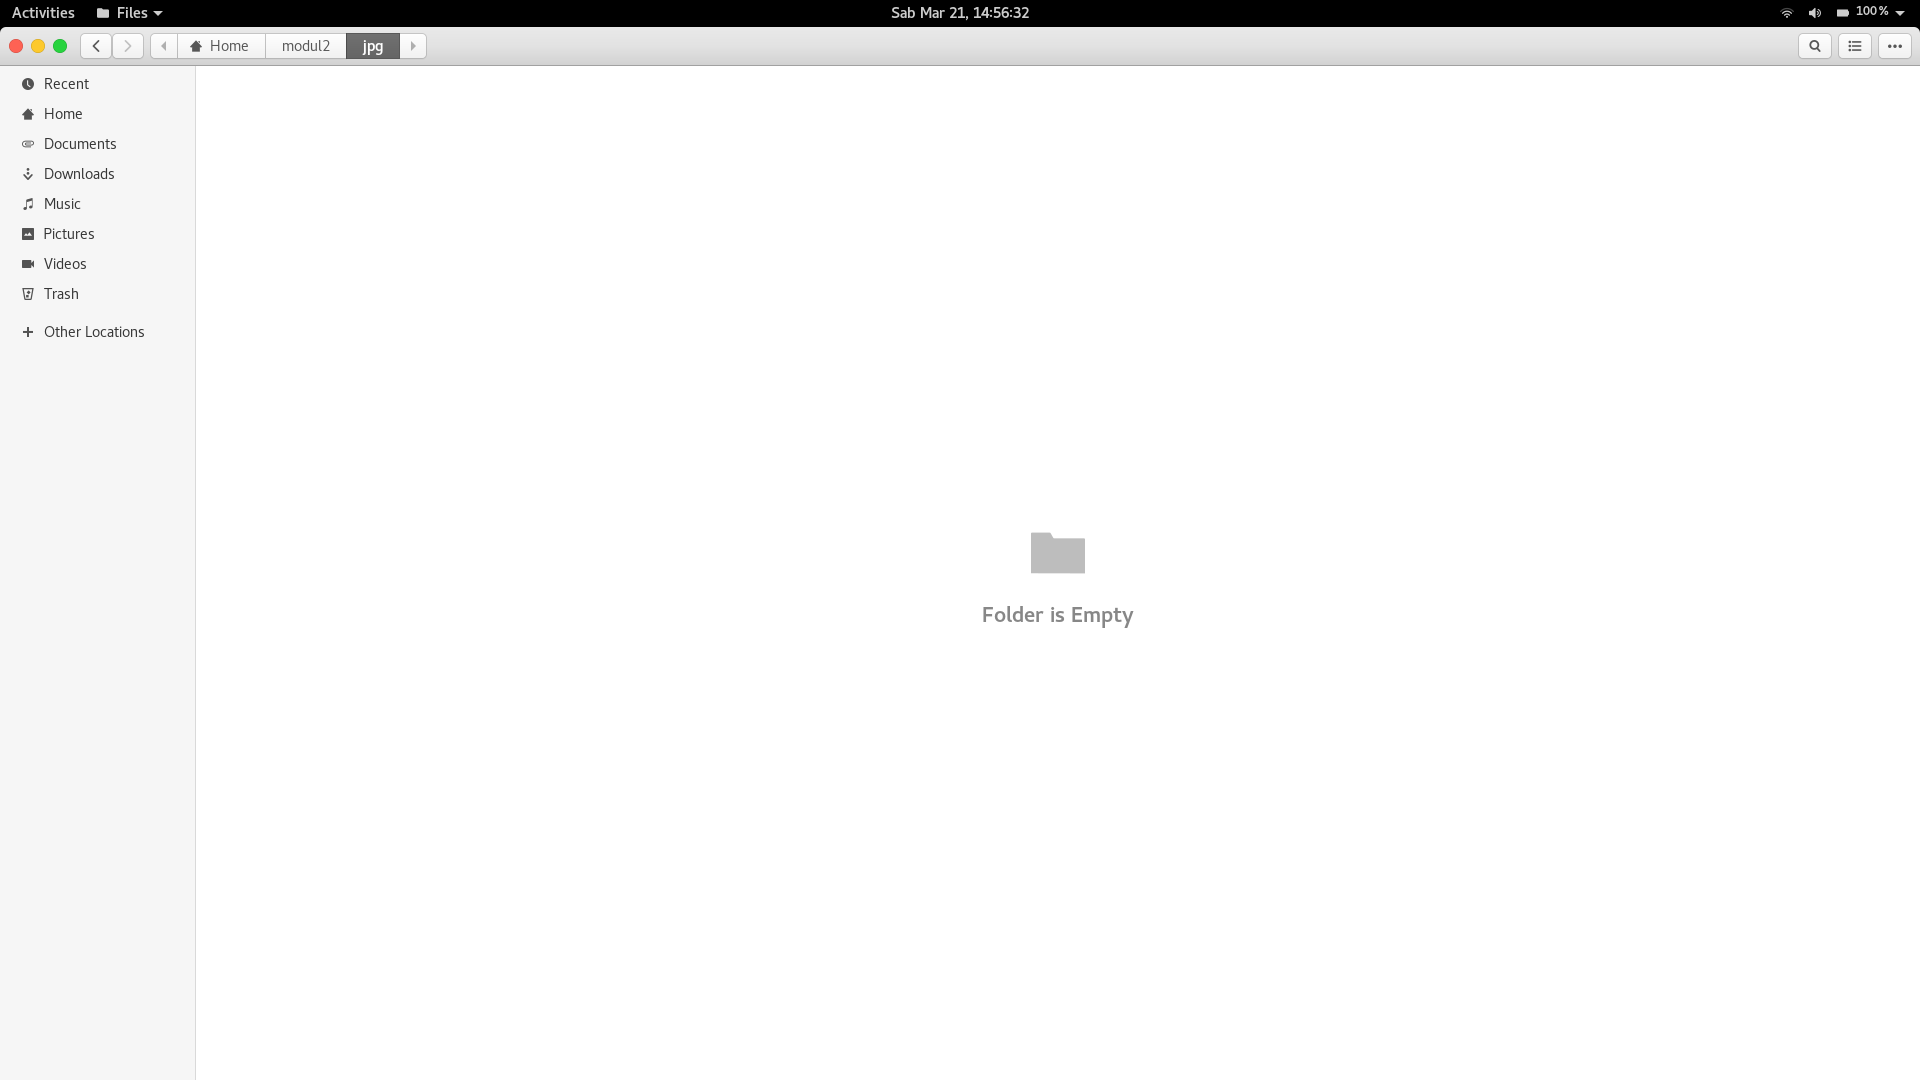 Activities Files Sab Mar 21, 14:56:32 100 %
Home modul2 jpg
Recent
Home
Documents
Downloads
Music
Pictures
Videos
Trash
Other Locations
Folder is Empty